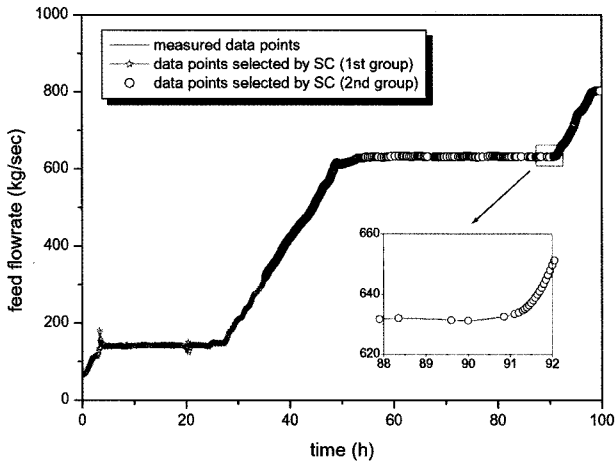 1000
800
600
400
200
0
feed flowrate (kg/sec)
measured data points
data points selected by SC (1st group)
data points selected by SC (2nd group)
660
640
620
88 89 90 91 92
0 20 40 60 80 100
time (h)